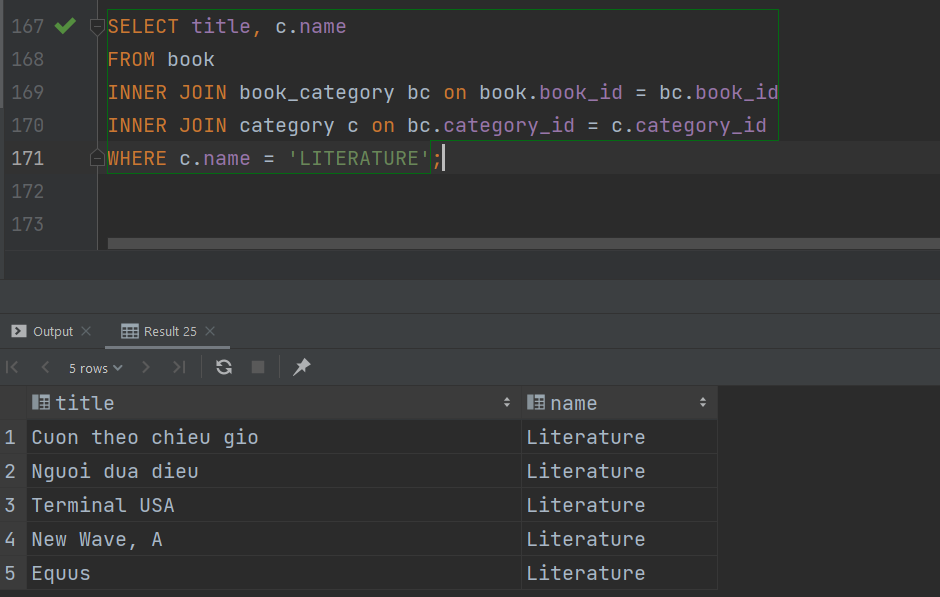 167 SELECT title, c.name
168 FROM book
169 INNER JOIN book_category bc on book.book_id = bc.book_id
170 INNER JOIN category c on bc.category_id = c.category_id
171 WHERE c.name = 'LITERATURE';
172
173
Output Result 25
5 rows
title name
1 Cuon theo chieu gio Literature
2 Nguoi dua dieu Literature
3 Terminal USA Literature
4 New Wave, A Literature
5 Equus Literature